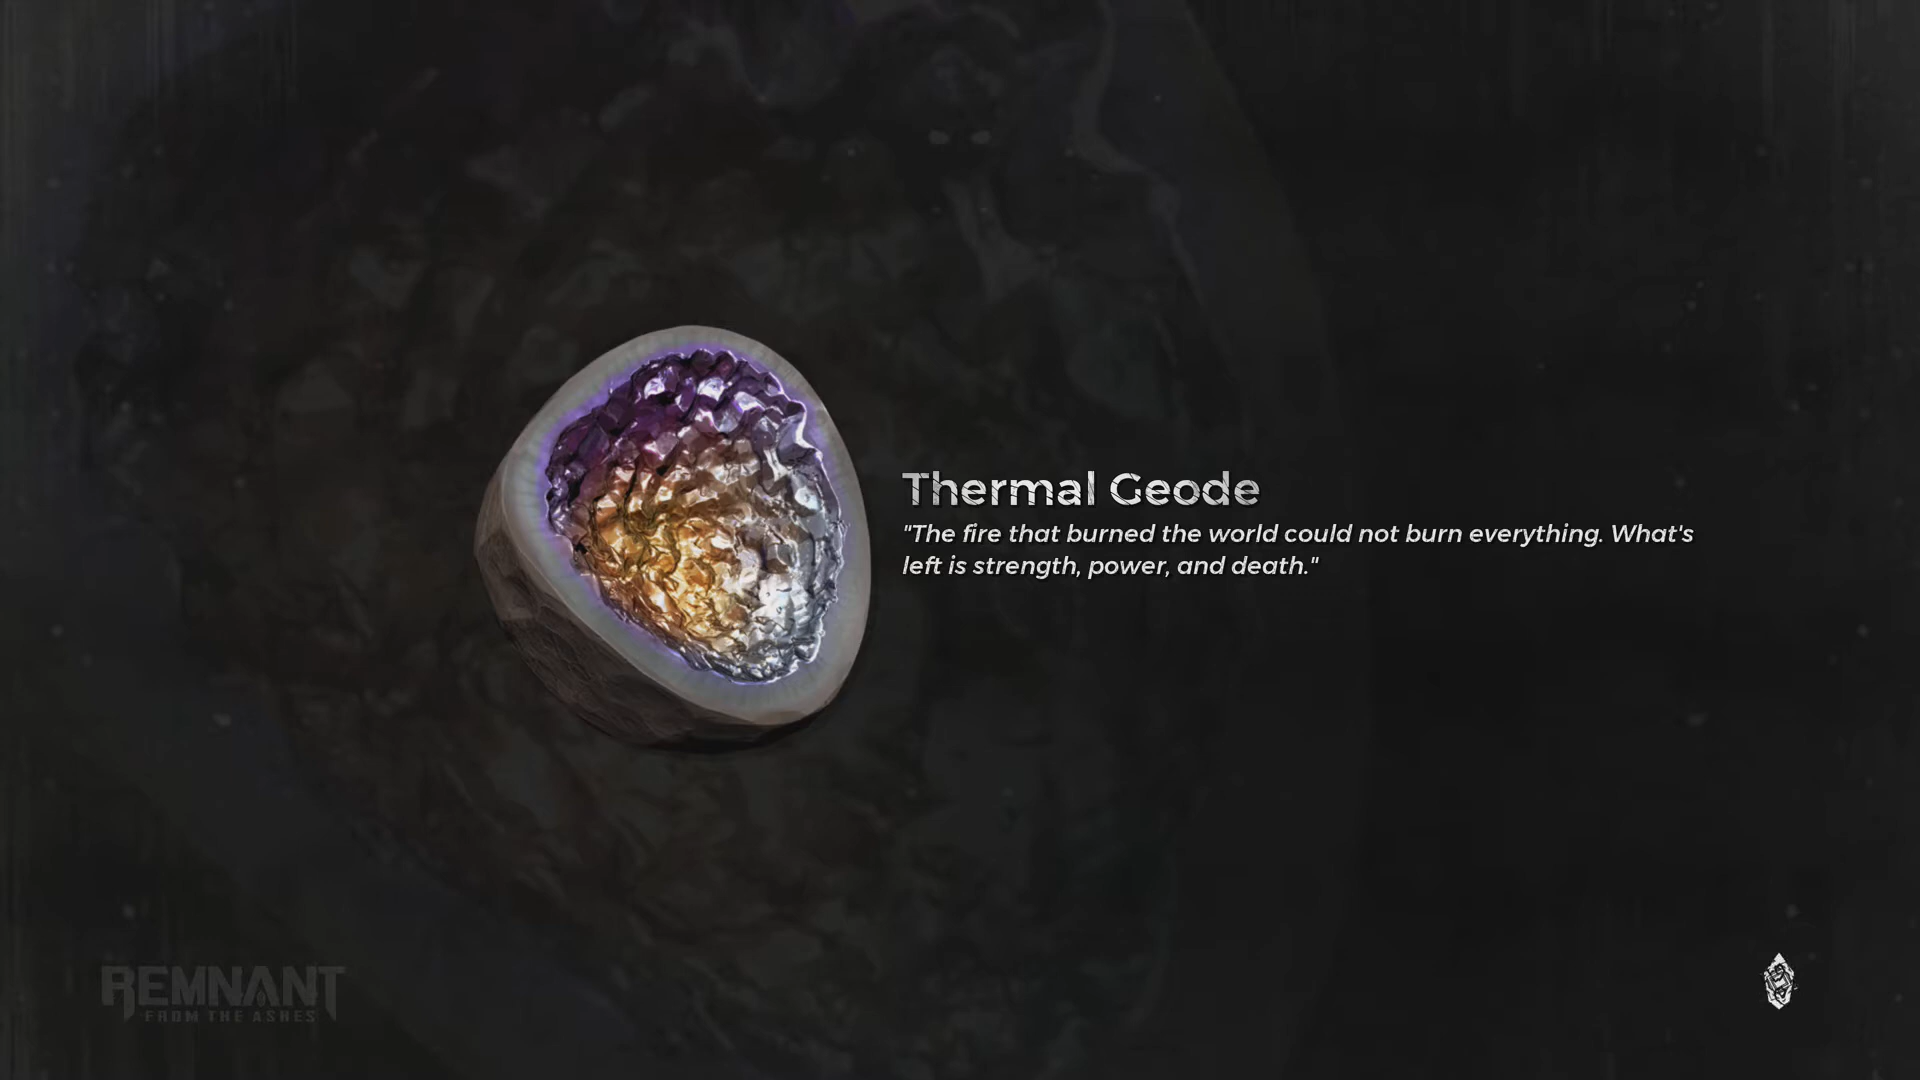 Thermal Geode
"The fire that burned the world could not burn everything. What's
left is strength, power, and death."
REMNANT
FROM THE ASHES